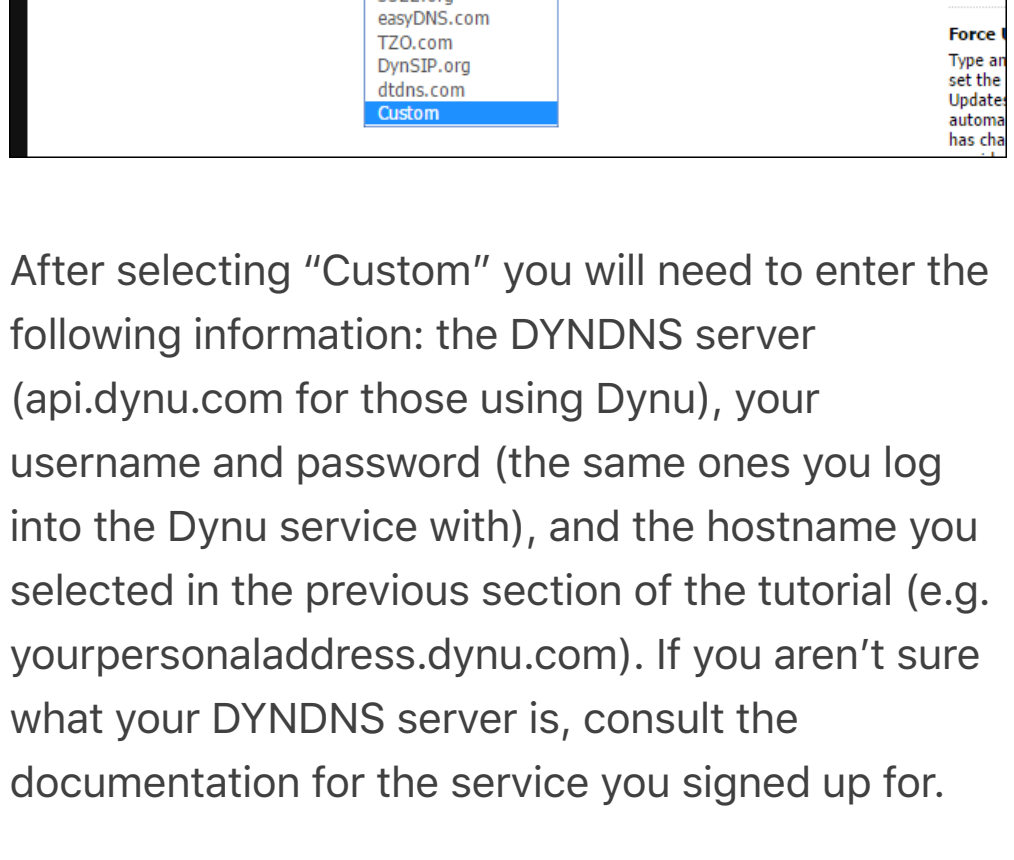 easyDNS.com
TZO.com
DynSIP.org
dtdns.com
Custom
Force
Type an
set the
Updates
automa
has cha
After selecting “Custom” you will need to enter the
following information: the DYNDNS server
(api.dynu.com for those using Dynu), your
username and password (the same ones you log
into the Dynu service with), and the hostname you
selected in the previous section of the tutorial (e.g.
yourpersonaladdress.dynu.com). If you aren’t sure
what your DYNDNS server is, consult the
documentation for the service you signed up for.